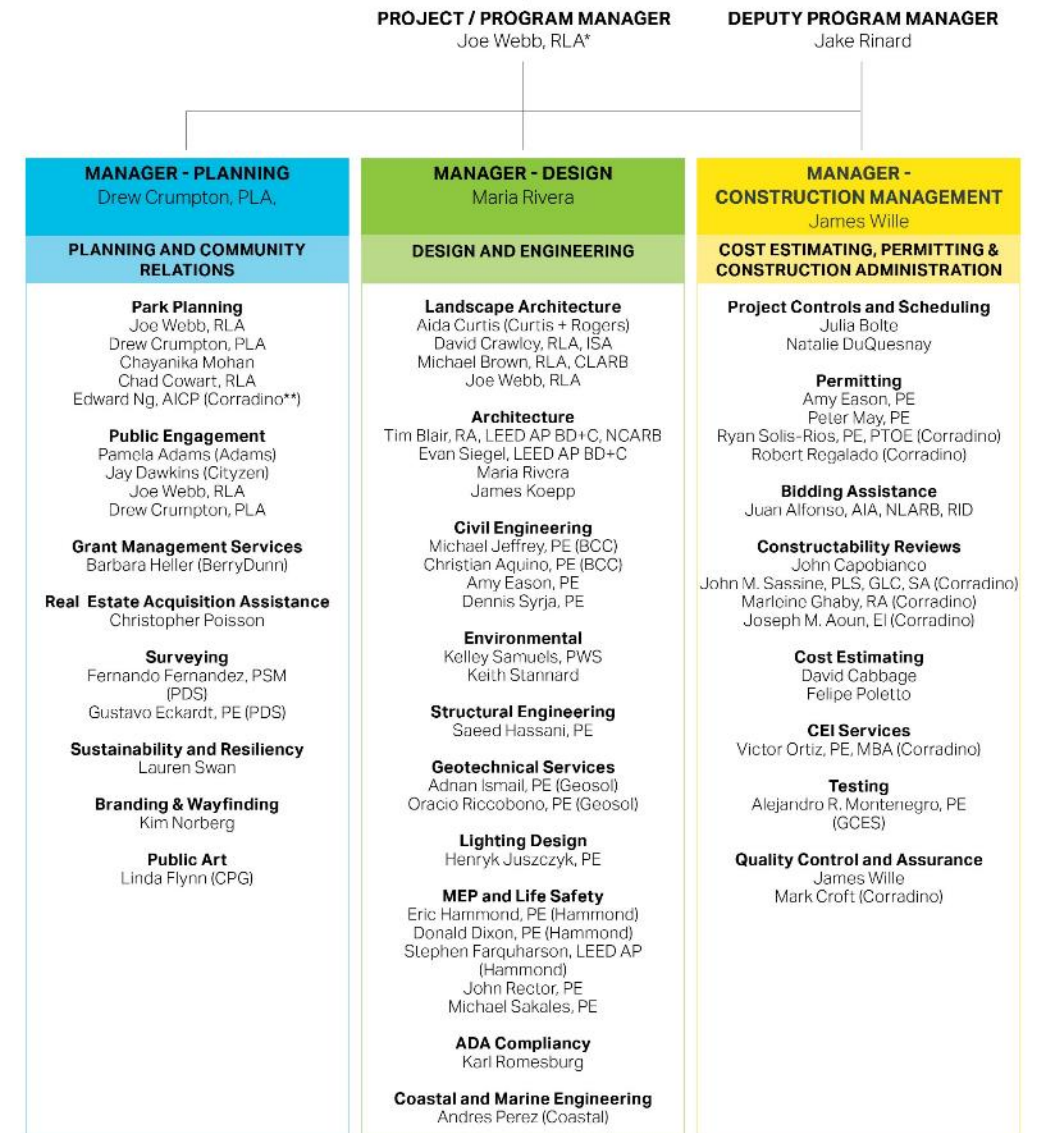 PROJECT / PROGRAM MANAGER
Joe Webb, RLA*
DEPUTY PROGRAM MANAGER
Jake Rinard
MANAGER - PLANNING
Drew Crumpton, PLA,
PLANNING AND COMMUNITY
RELATIONS
Park Planning
Joe Webb, RLA
Drew Crumpton, PLA
Chayanika Mohan
Chad Cowart, RLA
Edward Ng, AICP (Corradino**)
Public Engagement
Pamela Adams (Adams)
Jay Dawkins (Cityzen)
Joe Webb, RLA
Drew Crumpton, PLA
Grant Management Services
Barbara Heller (BerryDunn)
Real Estate Acquisition Assistance
Christopher Poisson
Surveying
Fernando Fernandez, PSM
(PDS)
Gustavo Eckardt, PE (PDS)
Sustainability and Resiliency
Lauren Swan
Branding & Wayfinding
Kim Norberg
Public Art
Linda Flynn (CPG)
MANAGER - DESIGN
Maria Rivera
DESIGN AND ENGINEERING
Landscape Architecture
Aida Curtis (Curtis + Rogers)
David Crawley, RLA, ISA
Michael Brown, RLA, CLARB
Joe Webb, RLA
Architecture
Tim Blair, RA, LEED AP BD+C, NCARB
Evan Siegel, LEED AP BD+C
Maria Rivera
James Koepp
Civil Engineering
Michael Jeffrey, PE (BCC)
Christian Aquino, PE (BCC)
Amy Eason, PE
Dennis Syrja, PE
Environmental
Kelley Samuels, PWS
Keith Stannard
Structural Engineering
Saeed Hassani, PE
Geotechnical Services
Adnan Ismail, PE (Geosol)
Oracio Riccobono, PE (Geosol)
Lighting Design
Henryk Juszczyk, PE
MEP and Life Safety
Eric Hammond, PE (Hammond)
Donald Dixon, PE (Hammond)
Stephen Farquharson, LEED AP
(Hammond)
John Rector, PE
Michael Sakales, PE
ADA Compliancy
Karl Romesburg
Coastal and Marine Engineering
Andres Perez (Coastal)
MANAGER -
CONSTRUCTION MANAGEMENT
James Wille
COST ESTIMATING, PERMITTING &
CONSTRUCTION ADMINISTRATION
Project Controls and Scheduling
Julia Bolte
Natalie DuQuesnay
Permitting
Amy Eason, PE
Peter May, PE
Ryan Solis-Rios, PE, PTOE (Corradino)
Robert Regalado (Corradino)
Bidding Assistance
Juan Alfonso, AIA, NLARB, RID
Constructability Reviews
John Capobianco
John M. Sassine, PLS, GLC, SA (Corradino)
Marleine Ghaby, RA (Corradino)
Joseph M. Aoun, EI (Corradino)
Cost Estimating
David Cabbage
Felipe Poletto
CEI Services
Victor Ortiz, PE, MBA (Corradino)
Testing
Alejandro R. Montenegro, PE
(GCES)
Quality Control and Assurance
James Wille
Mark Croft (Corradino)